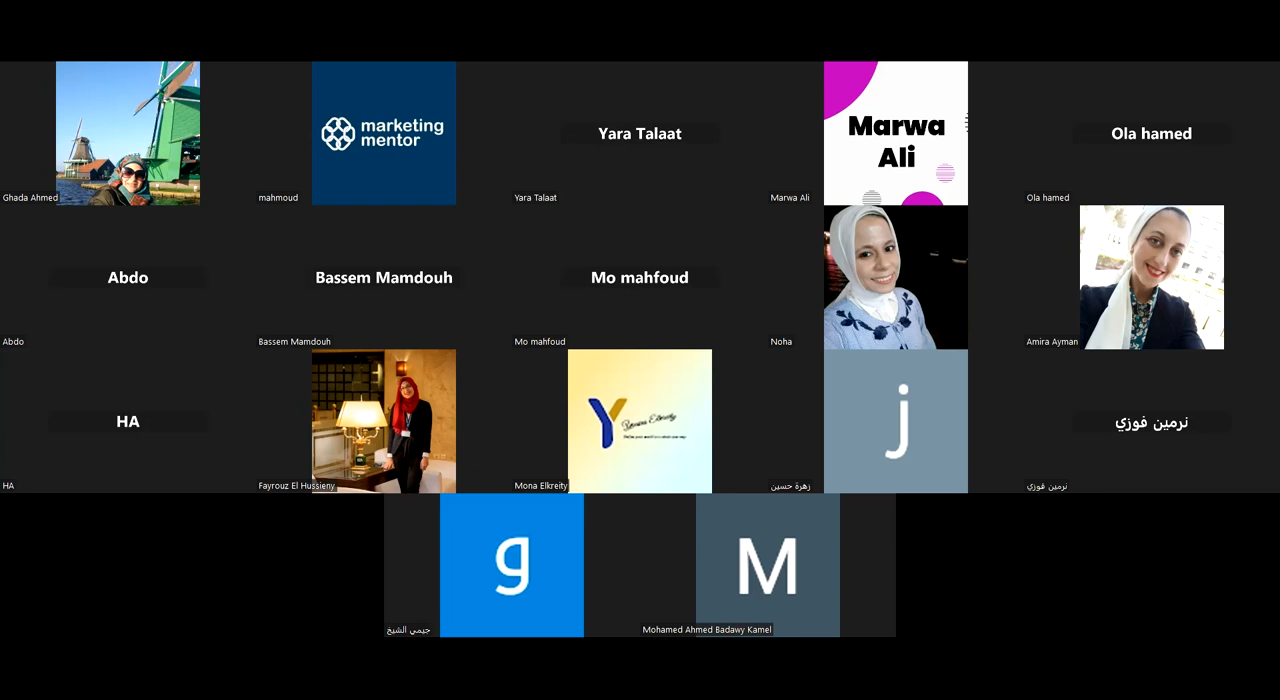 marketing
mentor
Yara Talaat
Marwa
Ali
Ola hamed
Ghada Ahmed
mahmoud
Yara Talaat
Marwa Ali
Ola hamed
Abdo
Bassem Mamdouh
Mo mahfoud
Abdo
Bassem Mamdouh
Mo mahfoud
Noha
Amira Ayman
HA
Y
j
نرمين فوزي
HA
Fayrouz El Hussieny
Mona Elkreity
زهرة حسين
نرمين فوزي
و
M
جيمي الشيخ
Mohamed Ahmed Badawy Kamel